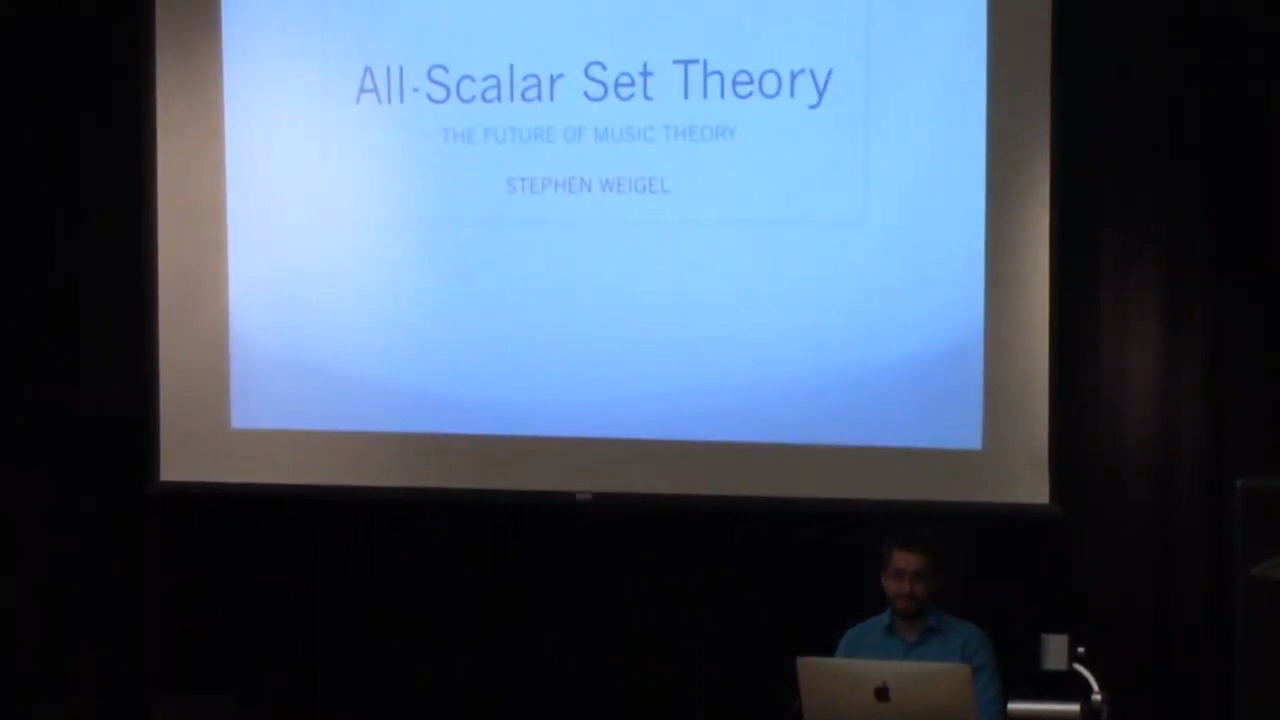 All-Scalar Set Theory
THE FUTURE OF MUSIC THEORY
STEPHEN WEIGEL